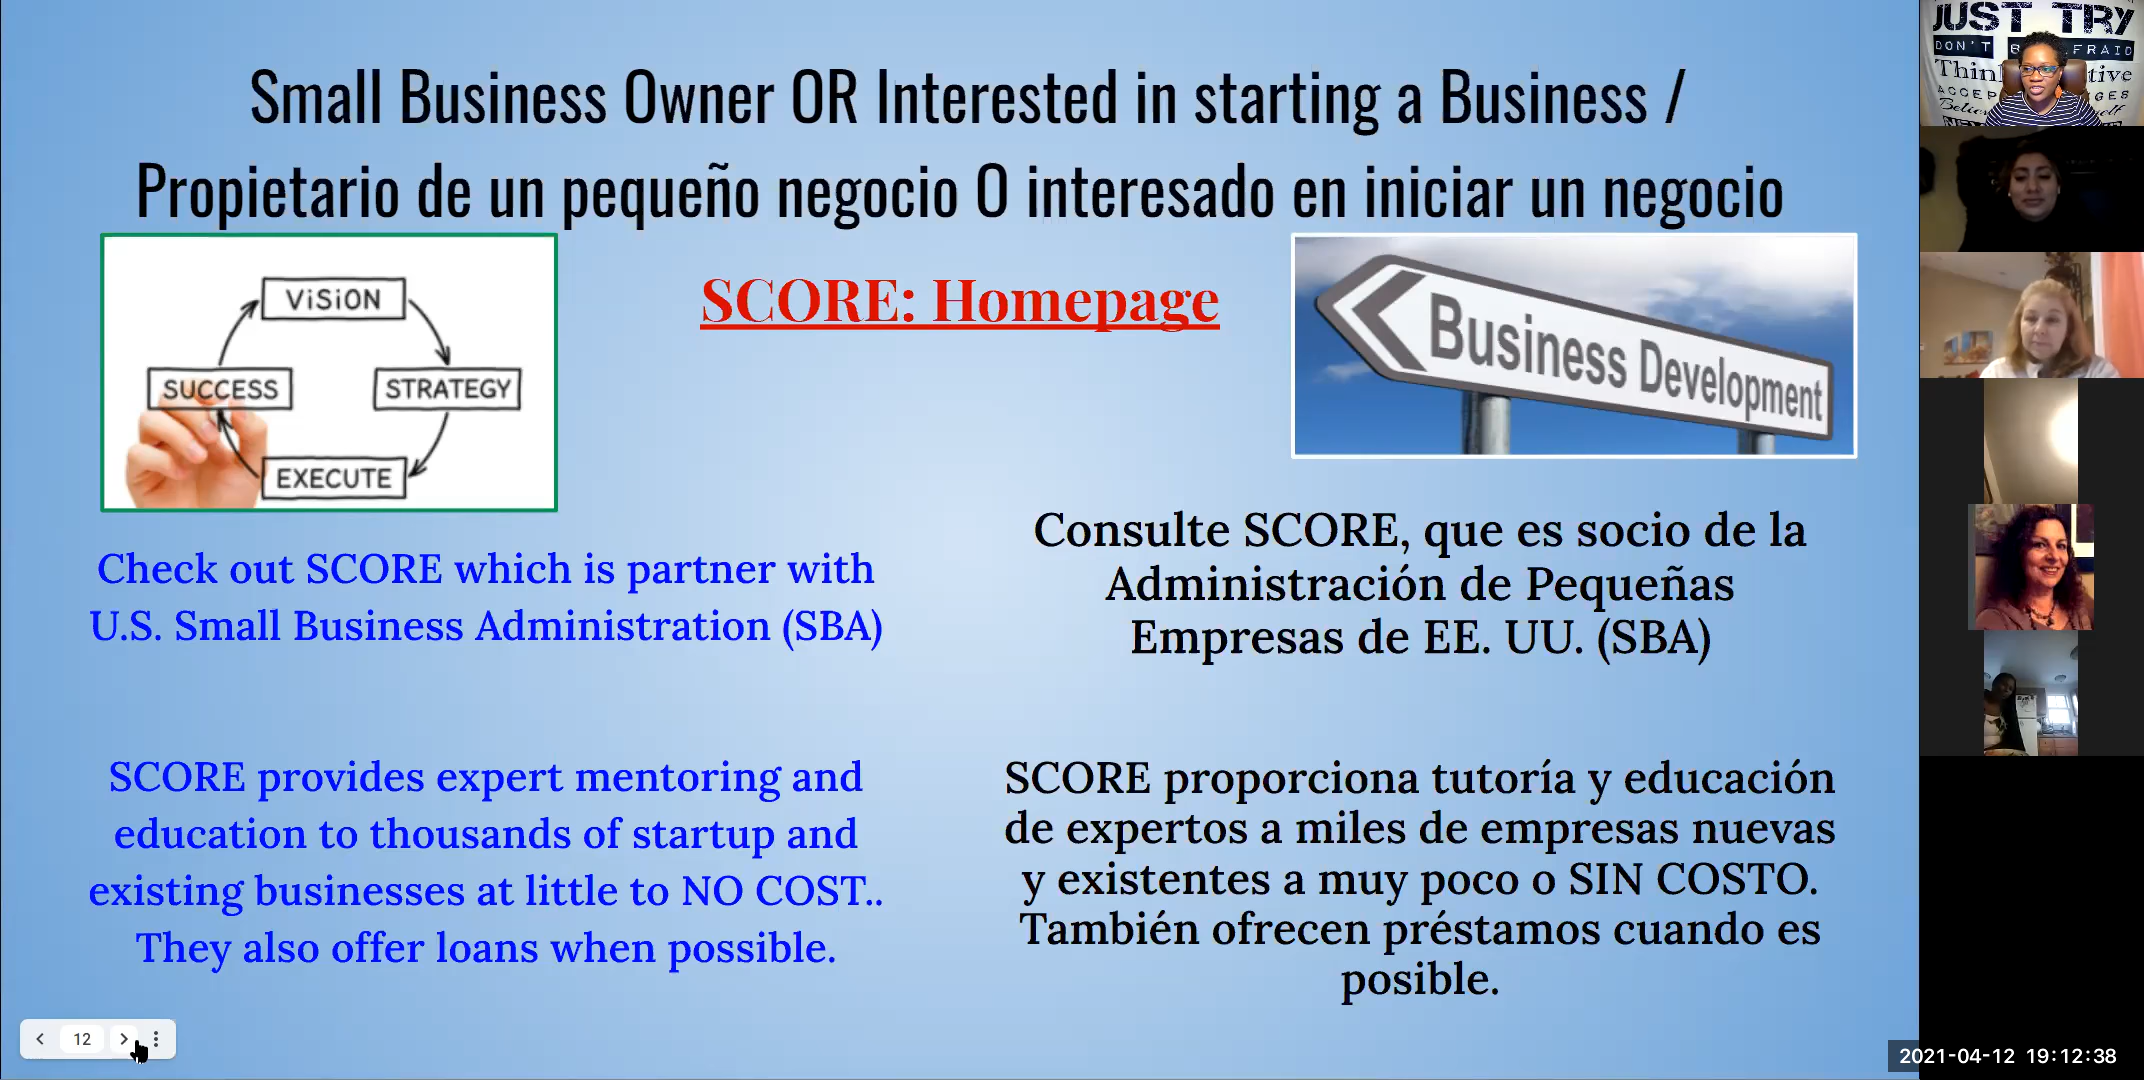 Small Business Owner OR Interested in starting a Business /
Propietario de un pequeño negocio O interesado en iniciar un negocio
SCORE: Homepage
ViSiON
SUCCESS
STRATEGY
EXECUTE
Business Development
Check out SCORE which is partner with
U.S. Small Business Administration (SBA)
SCORE provides expert mentoring and
education to thousands of startup and
existing businesses at little to NO COST..
They also offer loans when possible.
Consulte SCORE, que es socio de la
Administración de Pequeñas
Empresas de EE. UU. (SBA)
SCORE proporciona tutoría y educación
de expertos a miles de empresas nuevas
y existentes a muy poco o SIN COSTO.
También ofrecen préstamos cuando es
posible.
12
JUST TRY
DON'T
2021-04-12 19:12:38